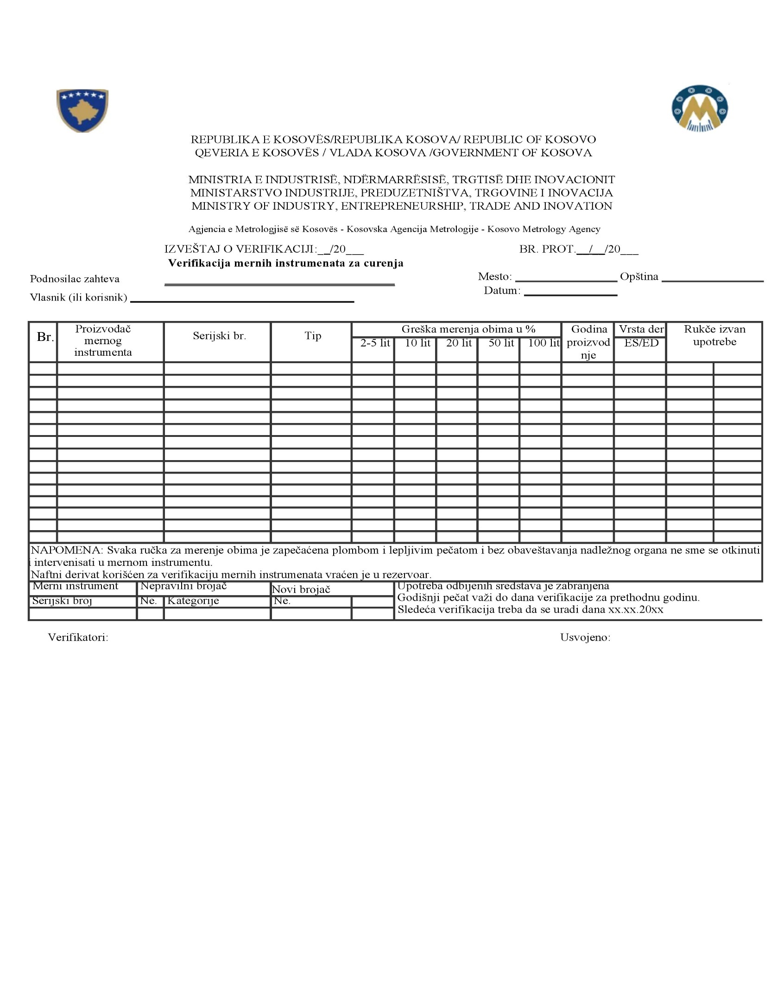 REPUBLIKA E KOSOVËS/REPUBLIKA KOSOVA/ REPUBLIC OF KOSOVO
QEVERIA E KOSOVËS / VLADA KOSOVA /GOVERNMENT OF KOSOVA
MINISTRIA E INDUSTRISË, NDËRMARRËSISË, TRGTISË DHE INOVACIONIT
MINISTARSTVO INDUSTRIJE, PREDUZETNIŠTVA, TRGOVINE I INOVACIJA
MINISTRY OF INDUSTRY, ENTREPRENEURSHIP, TRADE AND INOVATION
Agjencia e Metrologjisë së Kosovës - Kosovska Agencija Metrologije - Kosovo Metrology Agency
IZVEŠTAJ O VERIFIKACIJI:__/20___ BR. PROT.__/__/20___
Verifikacija mernih instrumenata za curenja
Podnosilac zahteva ____ Mesto: ____ Opština ____
Datum: ____
Vlasnik (ili korisnik) ____
Br. Proizvođač mernog instrumenta Serijski br. Tip Greška merenja obima u % Godina proizvod nje Vrsta der Rukče izvan upotrebe
2-5 lit 10 lit 20 lit 50 lit 100 lit ES/ED
NAPOMENA: Svaka ručka za merenje obima je zapečaćena plombom i lepljivim pečatom i bez obaveštavanja nadležnog organa ne sme se otkinuti
i intervenisati u mernom instrumentu.
Naftni derivat korišćen za verifikaciju mernih instrumenata vraćen je u rezervoar.
Merni instrument Nepravilni brojač Novi brojač Upotreba odbijenih sredstava je zabranjena
Serijski broj Ne. Kategorije Ne. Godišnji pečat važi do dana verifikacije za prethodnu godinu.
Sledeća verifikacija treba da se uradi dana xx.xx.20xx
Verifikatori: Usvojeno: